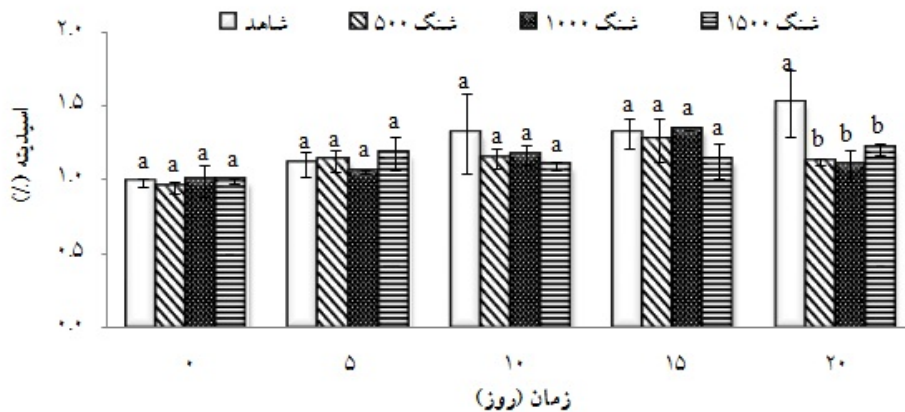 شاهد شنگ ۵۰۰ شنگ ۱۰۰۰ شنگ ۱۵۰۰
اسیدیته (٪)
۲.۰
۱.۵
۱.۰
۰.۵
۰.۰
a a a a
a a a a
a a a a
a a a a
a b b b
۰ ۵ ۱۰ ۱۵ ۲۰
زمان (روز)